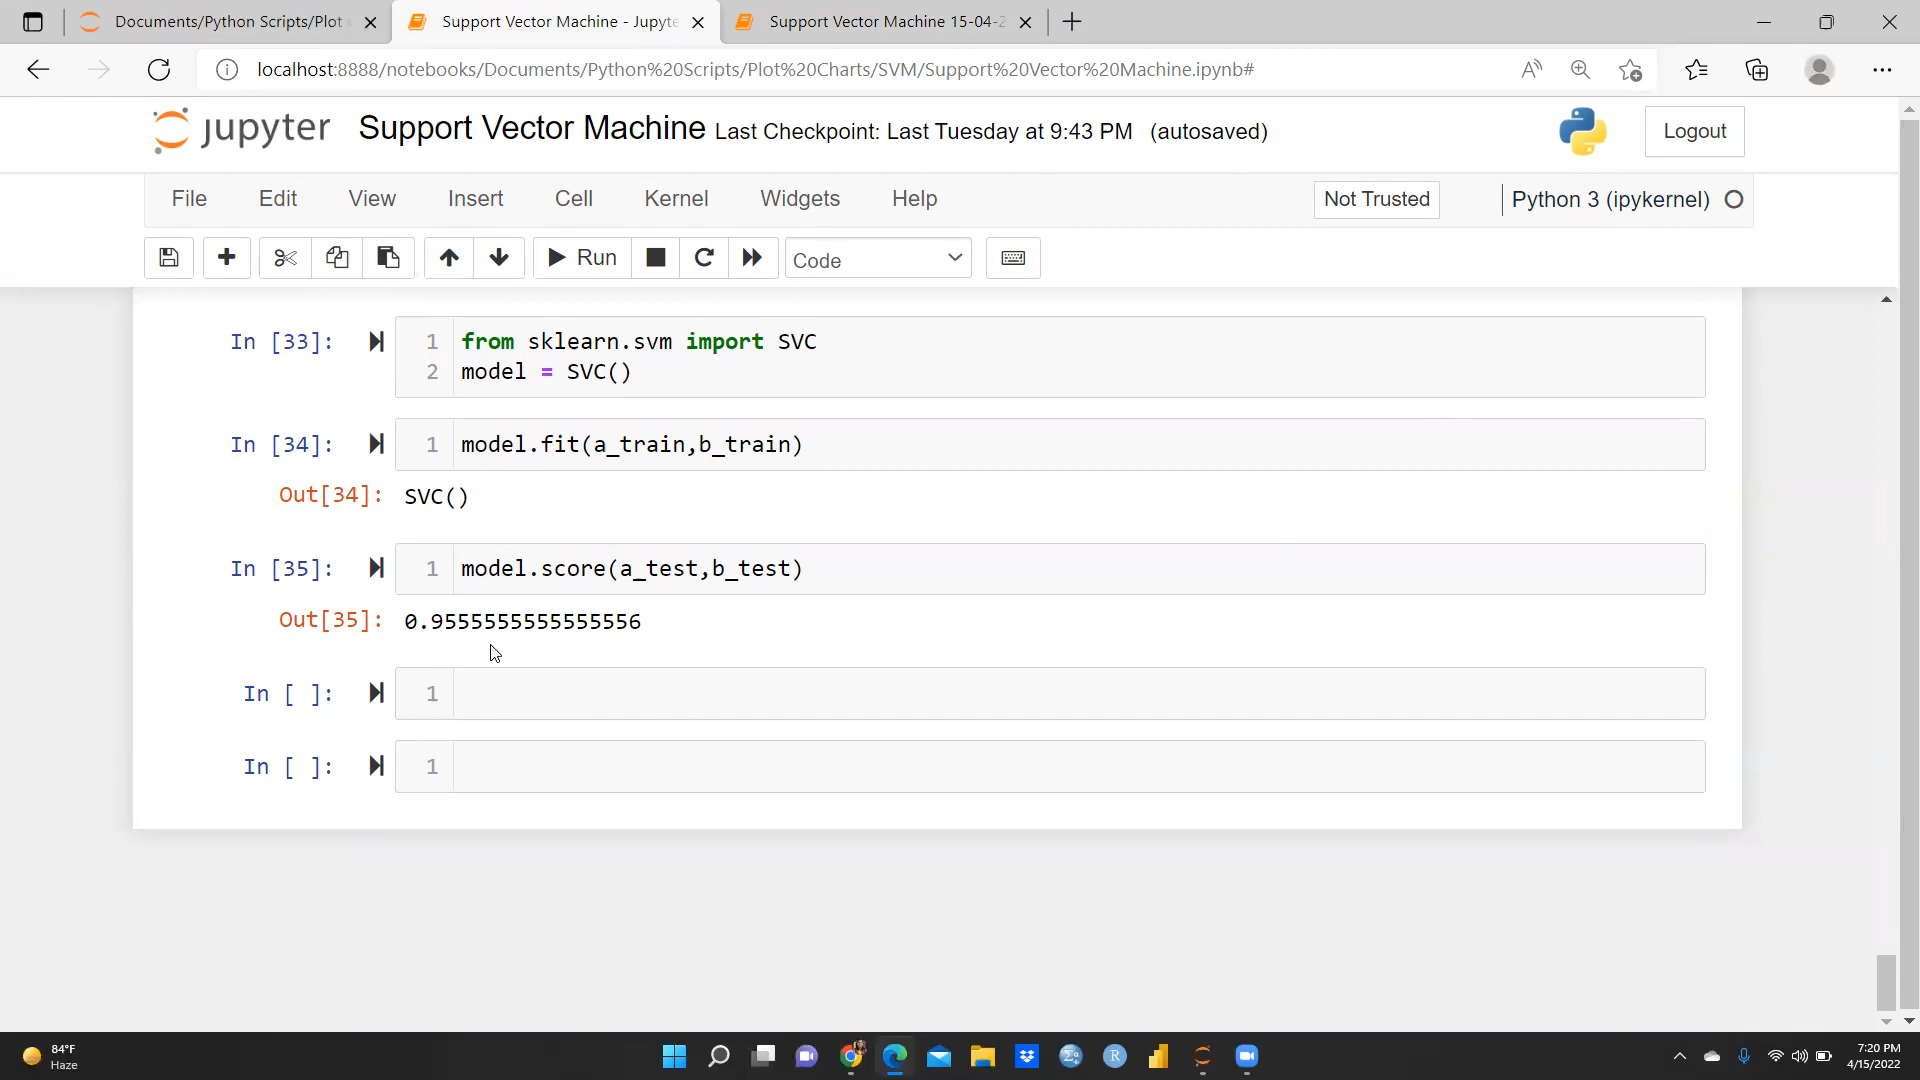 Documents/Python Scripts/Plot
Support Vector Machine - Jupyte
Support Vector Machine 15-04-2
localhost:8888/notebooks/Documents/Python%20Scripts/Plot%20Charts/SVM/Support%20Vector%20Machine.ipynb#
jupyter Support Vector Machine Last Checkpoint: Last Tuesday at 9:43 PM (autosaved)
Logout
File Edit View Insert Cell Kernel Widgets Help
Not Trusted
Python 3 (ipykernel)
Run
Code
In [33]:
1 from sklearn.svm import SVC
2 model = SVC()
In [34]:
1 model.fit(a_train,b_train)
Out[34]: SVC()
In [35]:
1 model.score(a_test,b_test)
Out[35]: 0.9555555555555556
In [ ]:
1
In [ ]:
1
84°F
Haze
R
7:20 PM
4/15/2022